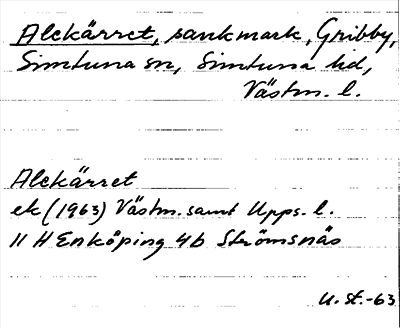 Alekärret, sankmark, Gribby,
Simtuna sn, Simtuna hd,
Västm. l.
Alekärret
ek (1963) Västm. samt Upps. l.
11 H Enköping 4b Strömsnäs
U. St. -63